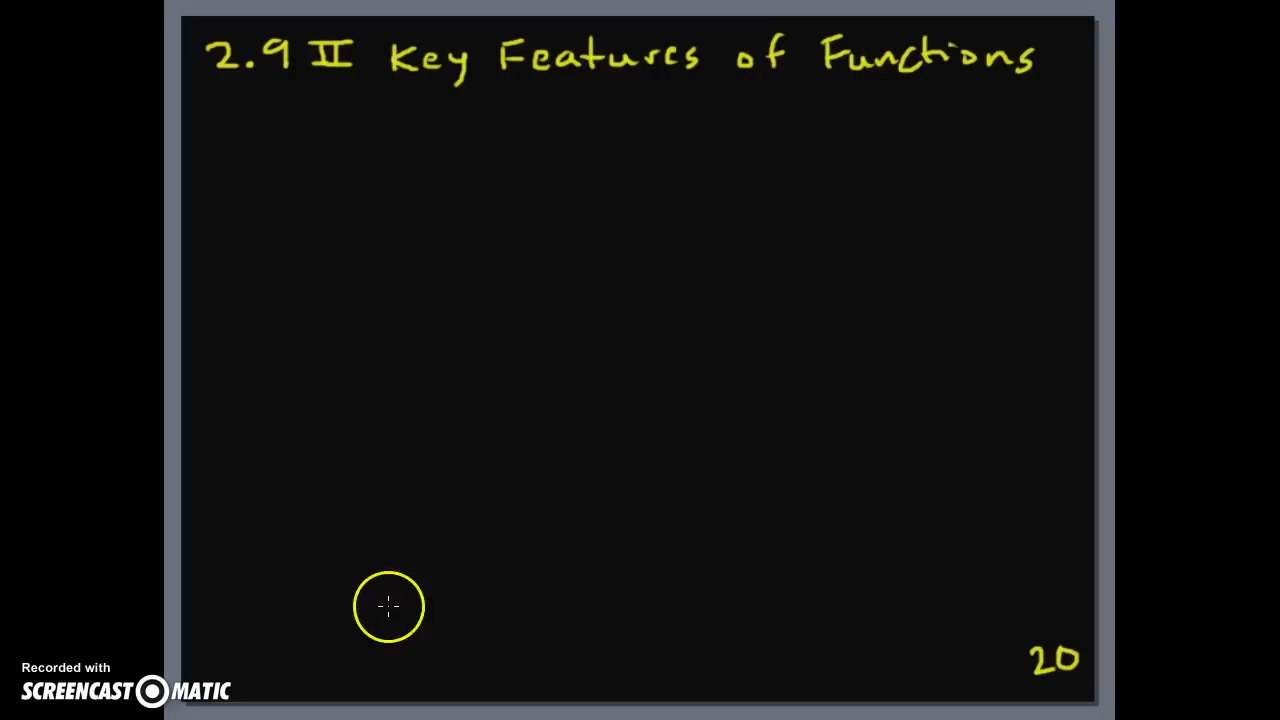 2.9 II Key Features of Functions
20
Recorded with
SCREENCAST MATIC